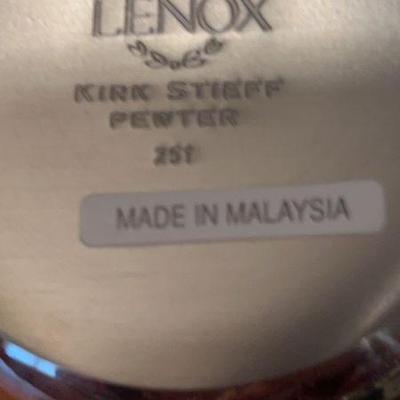 LENOX
KIRK STIEFF
PEWTER
251
MADE IN MALAYSIA